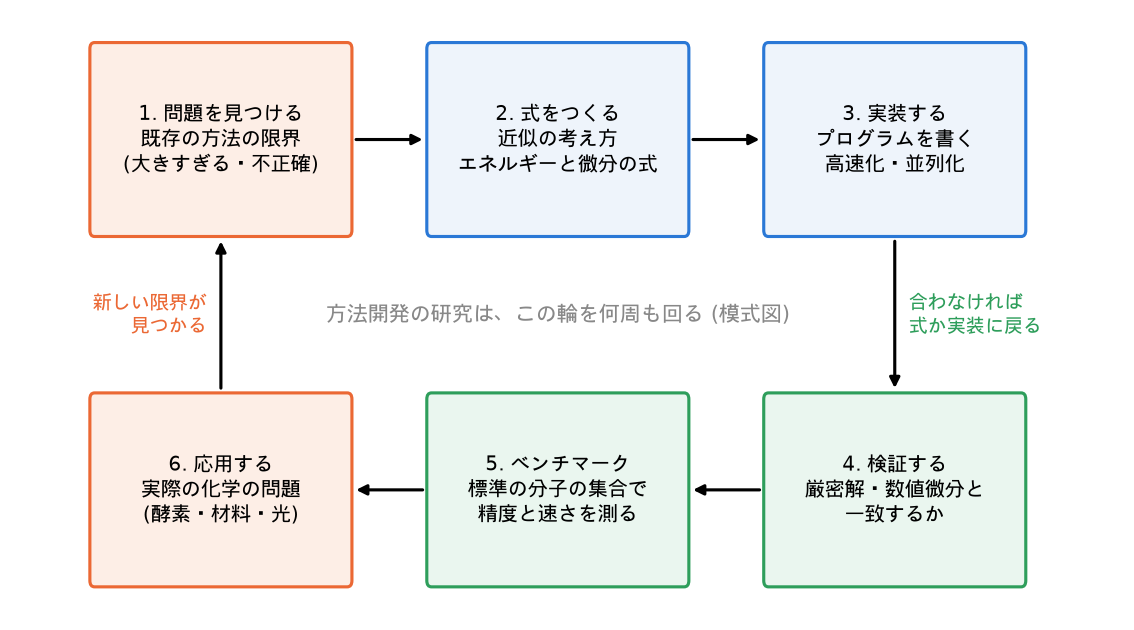 1. 問題を見つける
既存の方法の限界
(大きすぎる・不正確)
2. 式をつくる
近似の考え方
エネルギーと微分の式
3. 実装する
プログラムを書く
高速化・並列化
新しい限界が
見つかる
方法開発の研究は、この輪を何周も回る (模式図)
合わなければ
式か実装に戻る
6. 応用する
実際の化学の問題
(酵素・材料・光)
5. ベンチマーク
標準の分子の集合で
精度と速さを測る
4. 検証する
厳密解・数値微分と
一致するか